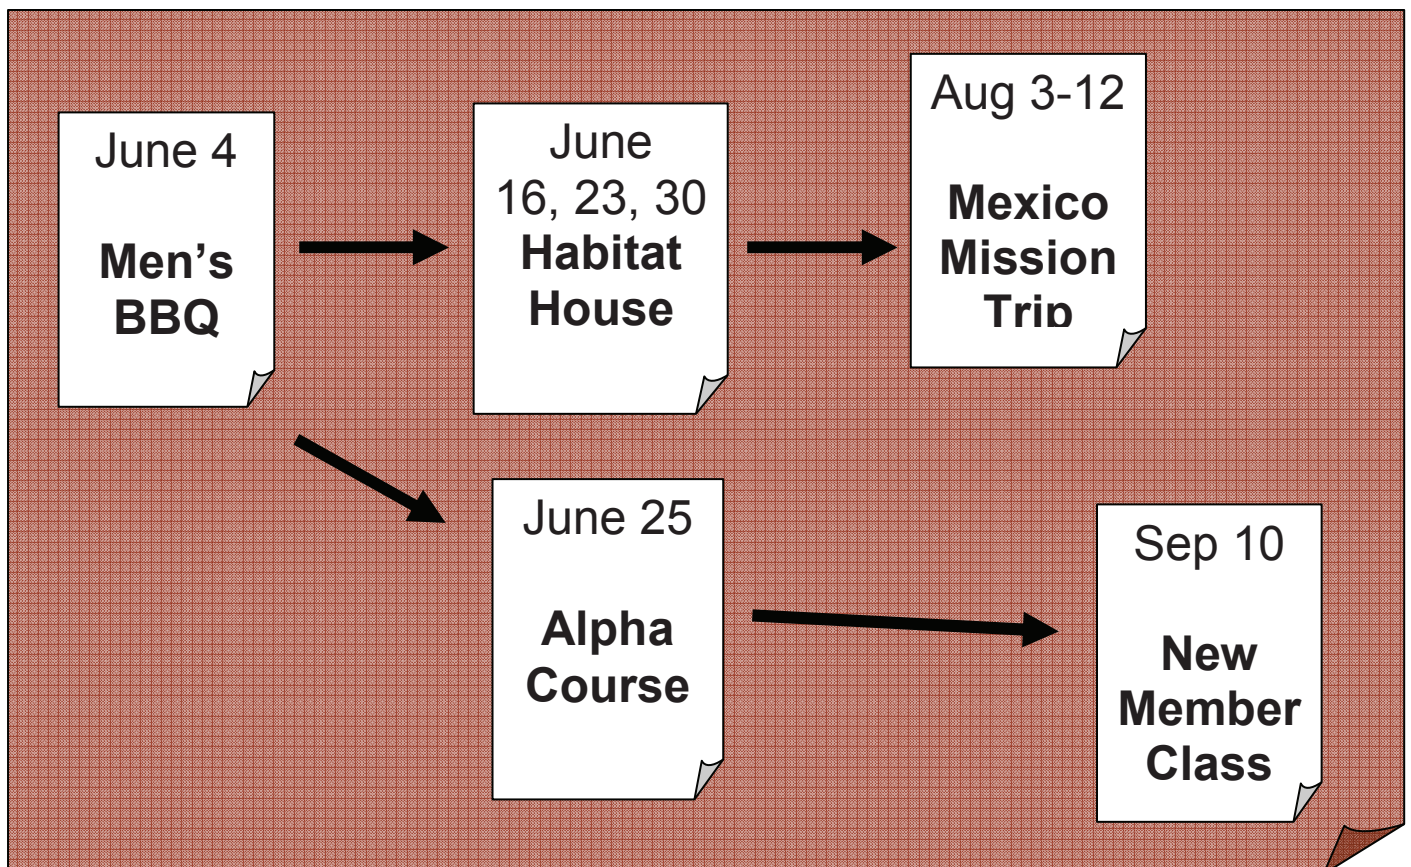 June 4
Men’s
BBQ
June
16, 23, 30
Habitat
House
Aug 3-12
Mexico
Mission
Trip
June 25
Alpha
Course
Sep 10
New
Member
Class